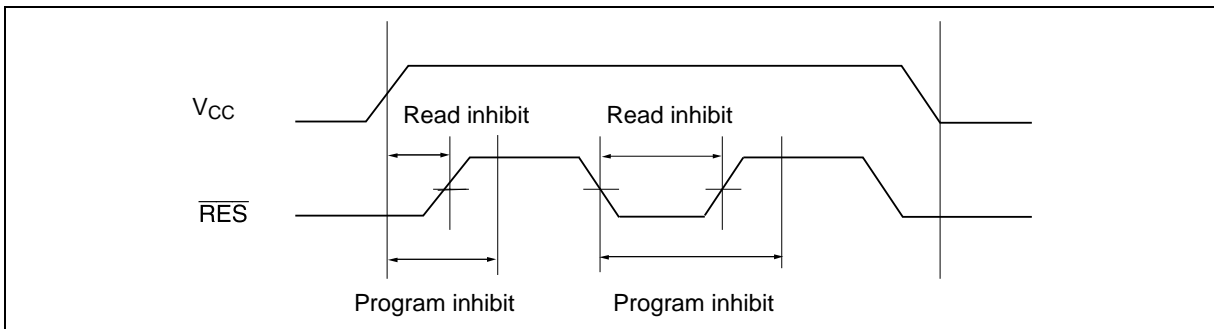 VCC
Read inhibit Read inhibit
RES
Program inhibit Program inhibit